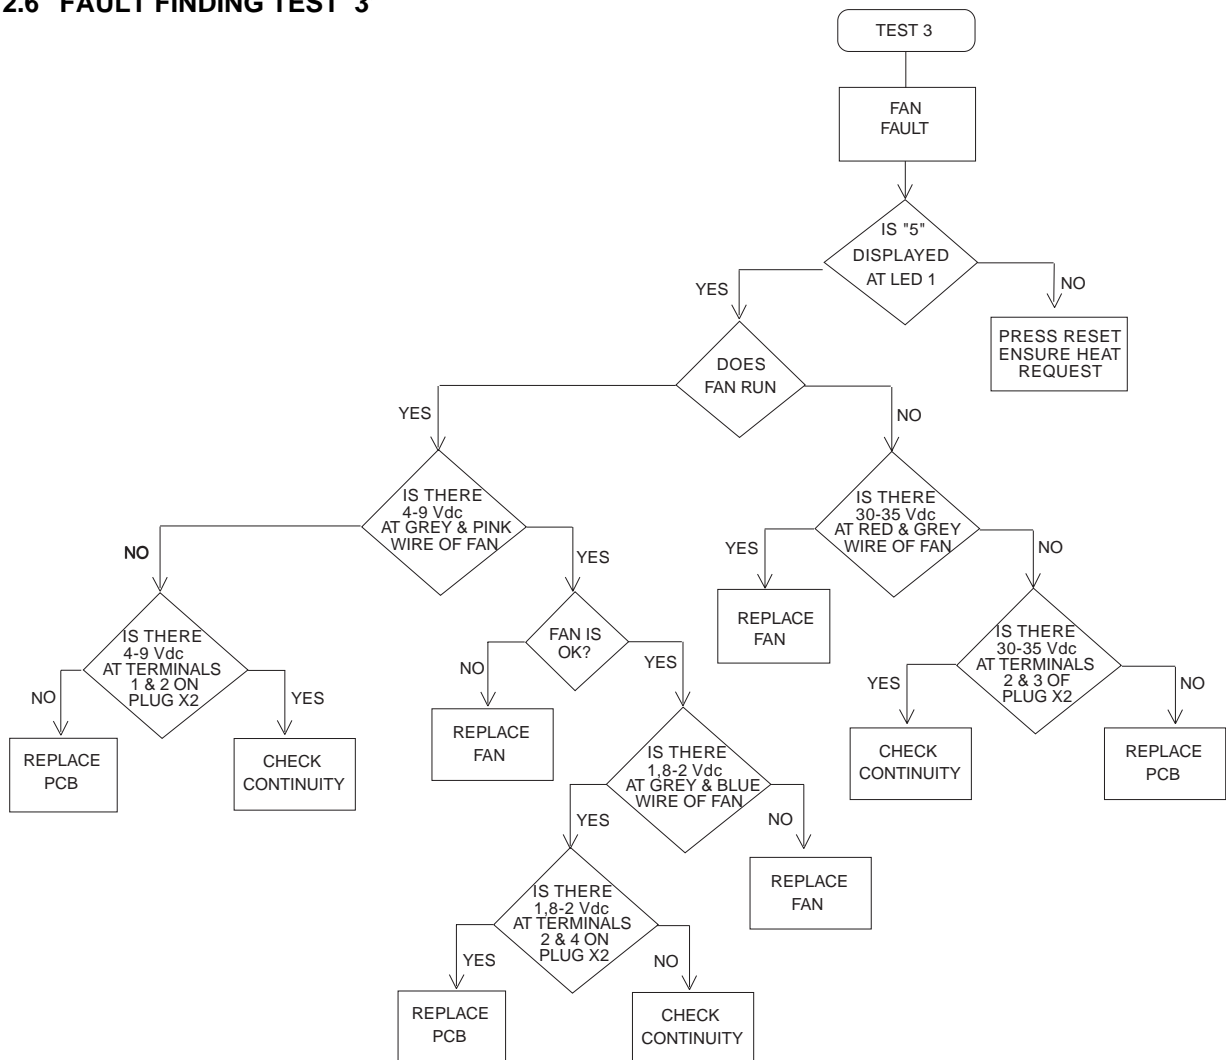 2.6 FAULT FINDING TEST 3
TEST 3
FAN
FAULT
IS "5"
DISPLAYED
AT LED 1
YES
NO
PRESS RESET
ENSURE HEAT
REQUEST
DOES
FAN RUN
YES
NO
IS THERE
4-9 Vdc
AT GREY & PINK
WIRE OF FAN
IS THERE
30-35 Vdc
AT RED & GREY
WIRE OF FAN
NO
YES
YES
NO
IS THERE
4-9 Vdc
AT TERMINALS
1 & 2 ON
PLUG X2
FAN IS
OK?
REPLACE
FAN
IS THERE
30-35 Vdc
AT TERMINALS
2 & 3 OF
PLUG X2
NO
YES
NO
YES
YES
NO
REPLACE
PCB
CHECK
CONTINUITY
REPLACE
FAN
IS THERE
1,8-2 Vdc
AT GREY & BLUE
WIRE OF FAN
CHECK
CONTINUITY
REPLACE
PCB
YES
NO
IS THERE
1,8-2 Vdc
AT TERMINALS
2 & 4 ON
PLUG X2
REPLACE
FAN
YES
NO
REPLACE
PCB
CHECK
CONTINUITY